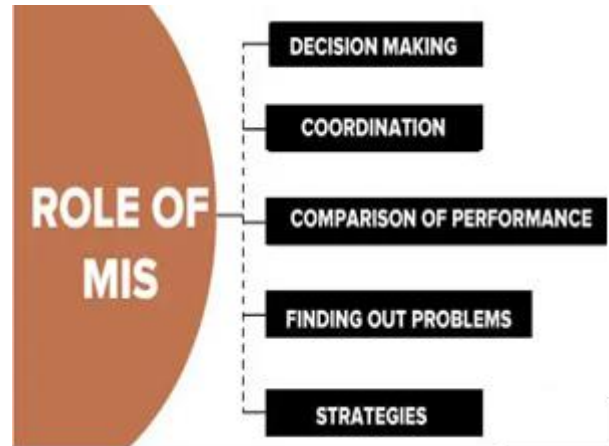 ROLE OF
MIS
DECISION MAKING
COORDINATION
COMPARISON OF PERFORMANCE
FINDING OUT PROBLEMS
STRATEGIES